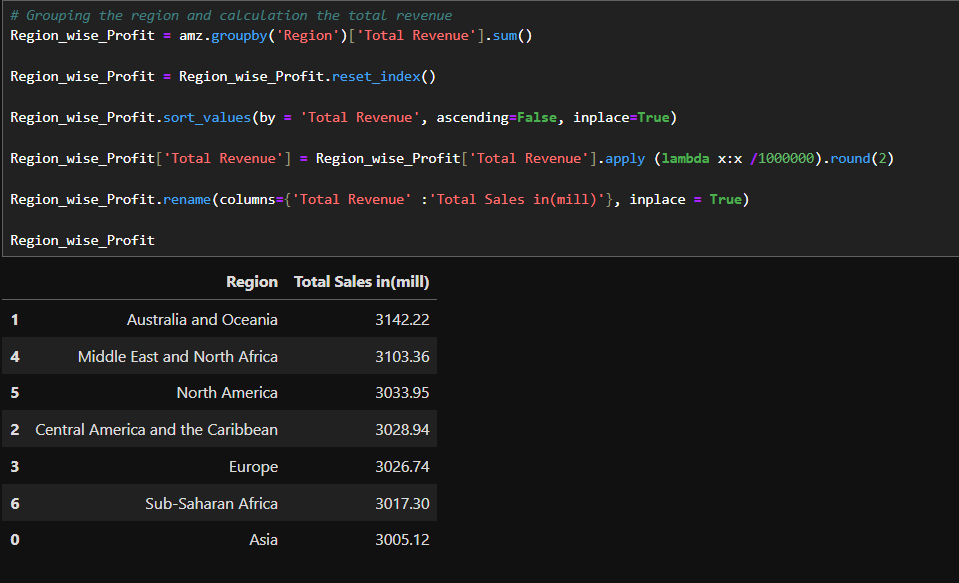 # Grouping the region and calculation the total revenue
Region_wise_Profit = amz.groupby('Region')['Total Revenue'].sum()
Region_wise_Profit = Region_wise_Profit.reset_index()
Region_wise_Profit.sort_values(by = 'Total Revenue', ascending=False, inplace=True)
Region_wise_Profit['Total Revenue'] = Region_wise_Profit['Total Revenue'].apply (lambda x:x /1000000).round(2)
Region_wise_Profit.rename(columns={'Total Revenue' :'Total Sales in(mill)'}, inplace = True)
Region_wise_Profit
Region Total Sales in(mill)
1 Australia and Oceania 3142.22
4 Middle East and North Africa 3103.36
5 North America 3033.95
2 Central America and the Caribbean 3028.94
3 Europe 3026.74
6 Sub-Saharan Africa 3017.30
0 Asia 3005.12